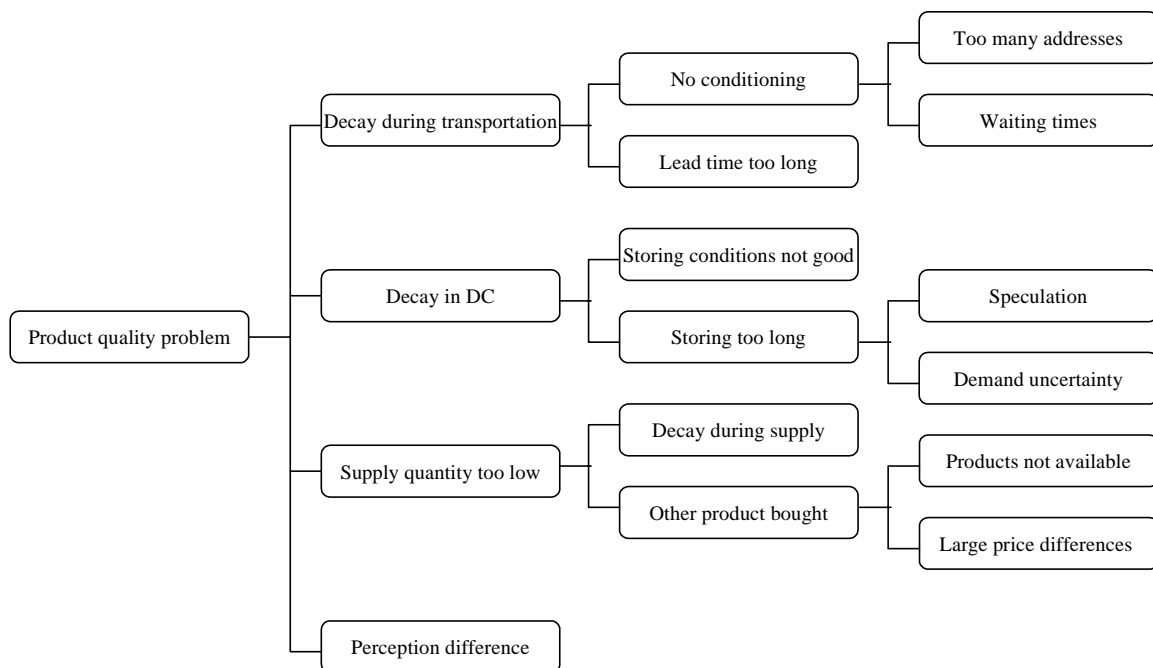 Too many addresses
No conditioning
Decay during transportation
Waiting times
Lead time too long
Storing conditions not good
Decay in DC
Speculation
Product quality problem
Storing too long
Demand uncertainty
Decay during supply
Supply quantity too low
Products not available
Other product bought
Large price differences
Perception difference